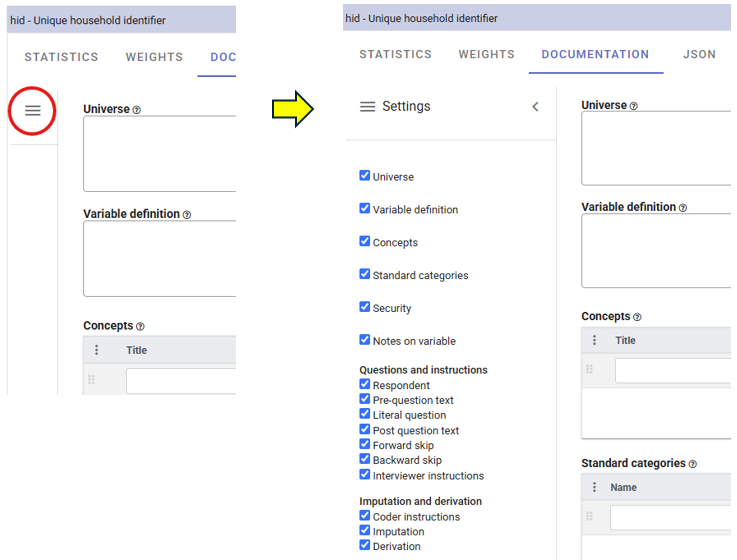 hid - Unique household identifier
STATISTICS WEIGHTS DOC
Universe
Variable definition
Concepts
Title
hid - Unique household identifier
STATISTICS WEIGHTS DOCUMENTATION JSON
Settings
Universe
Variable definition
Concepts
Standard categories
Security
Notes on variable
Questions and instructions
Respondent
Pre-question text
Literal question
Post question text
Forward skip
Backward skip
Interviewer instructions
Imputation and derivation
Coder instructions
Imputation
Derivation
Universe
Variable definition
Concepts
Title
Standard categories
Name